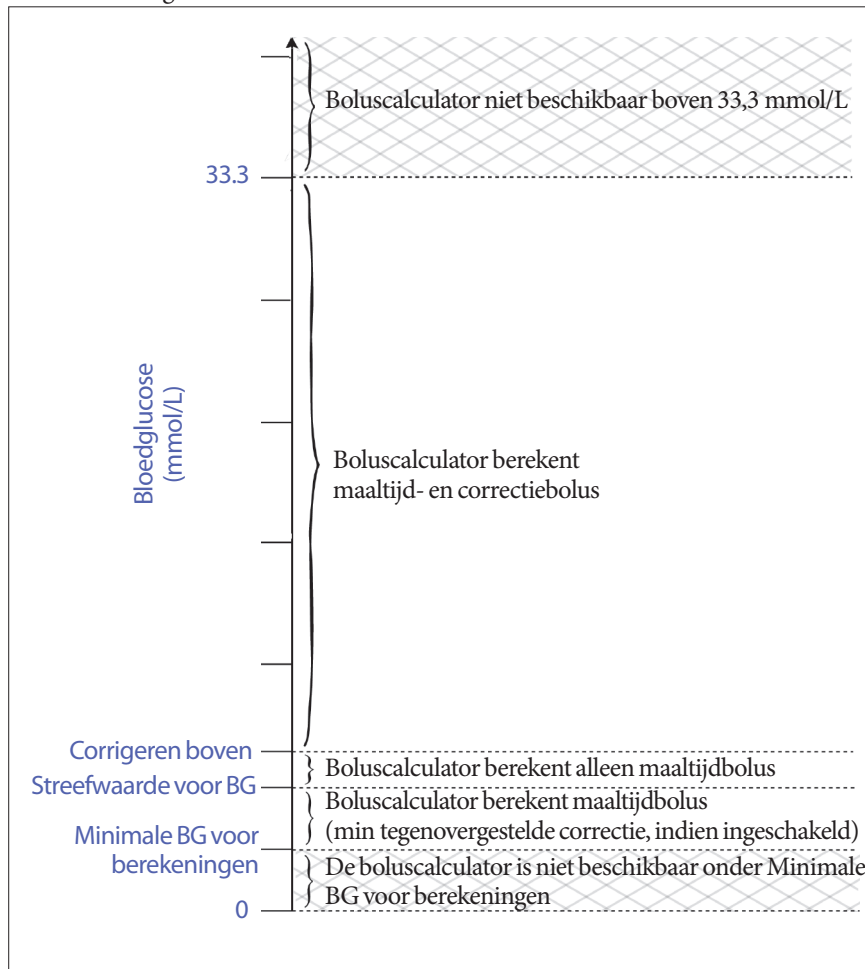 Boluscalculator niet beschikbaar boven 33,3 mmol/L
33.3
Bloedglucose
(mmol/L)
Boluscalculator berekent
maaltijd- en correctiebolus
Corrigeren boven
Boluscalculator berekent alleen maaltijdbolus
Streefwaarde voor BG
Boluscalculator berekent maaltijdbolus
(min tegenovergestelde correctie, indien ingeschakeld)
Minimale BG voor
berekeningen
De boluscalculator is niet beschikbaar onder Minimale
BG voor berekeningen
0